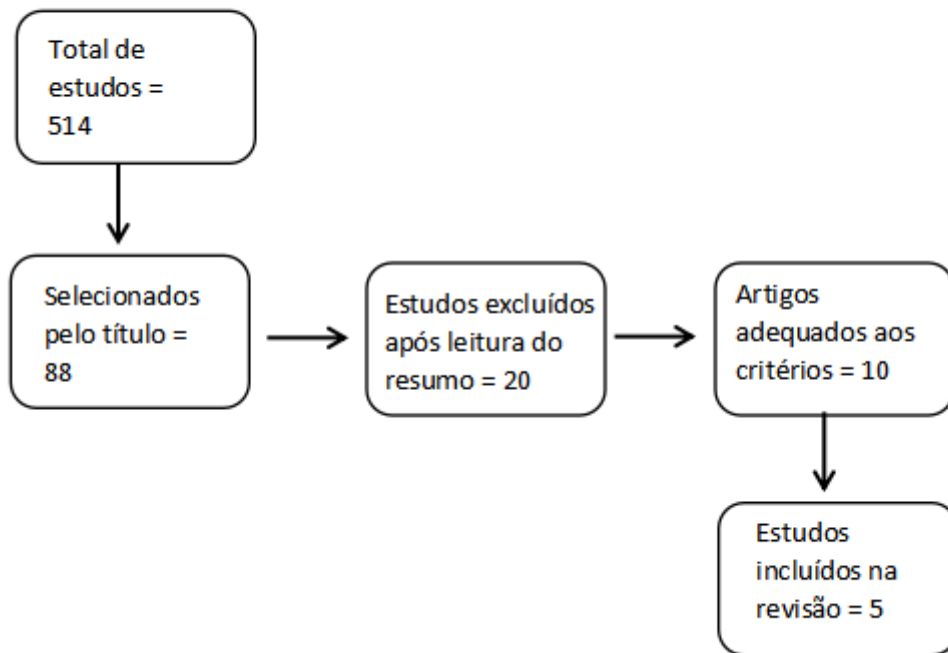 Total de
estudos =
514
Selecionados
pelo título =
88
Estudos excluídos
após leitura do
resumo = 20
Artigos
adequados aos
critérios = 10
Estudos
incluídos na
revisão = 5